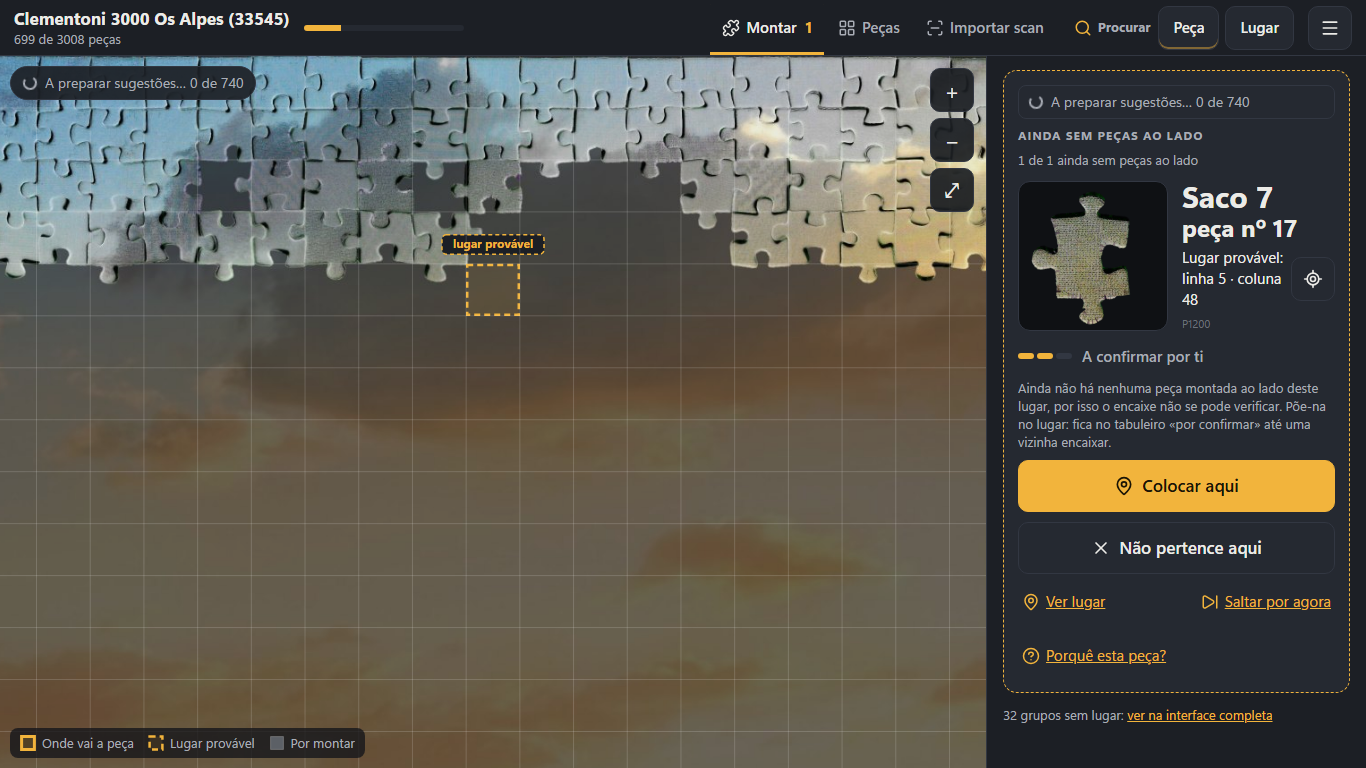 Clementoni 3000 Os Alpes (33545)
699 de 3008 peças
Montar 1
Peças
Importar scan
Procurar
Peça
Lugar
A preparar sugestões... 0 de 740
+
−
lugar provável
Onde vai a peça
Lugar provável
Por montar
A preparar sugestões... 0 de 740
AINDA SEM PEÇAS AO LADO
1 de 1 ainda sem peças ao lado
Saco 7
peça nº 17
Lugar provável:
linha 5 · coluna
48
P1200
A confirmar por ti
Ainda não há nenhuma peça montada ao lado deste
lugar, por isso o encaixe não se pode verificar. Põe-na
no lugar: fica no tabuleiro «por confirmar» até uma
vizinha encaixar.
Colocar aqui
Não pertence aqui
Ver lugar
Saltar por agora
Porquê esta peça?
32 grupos sem lugar: ver na interface completa